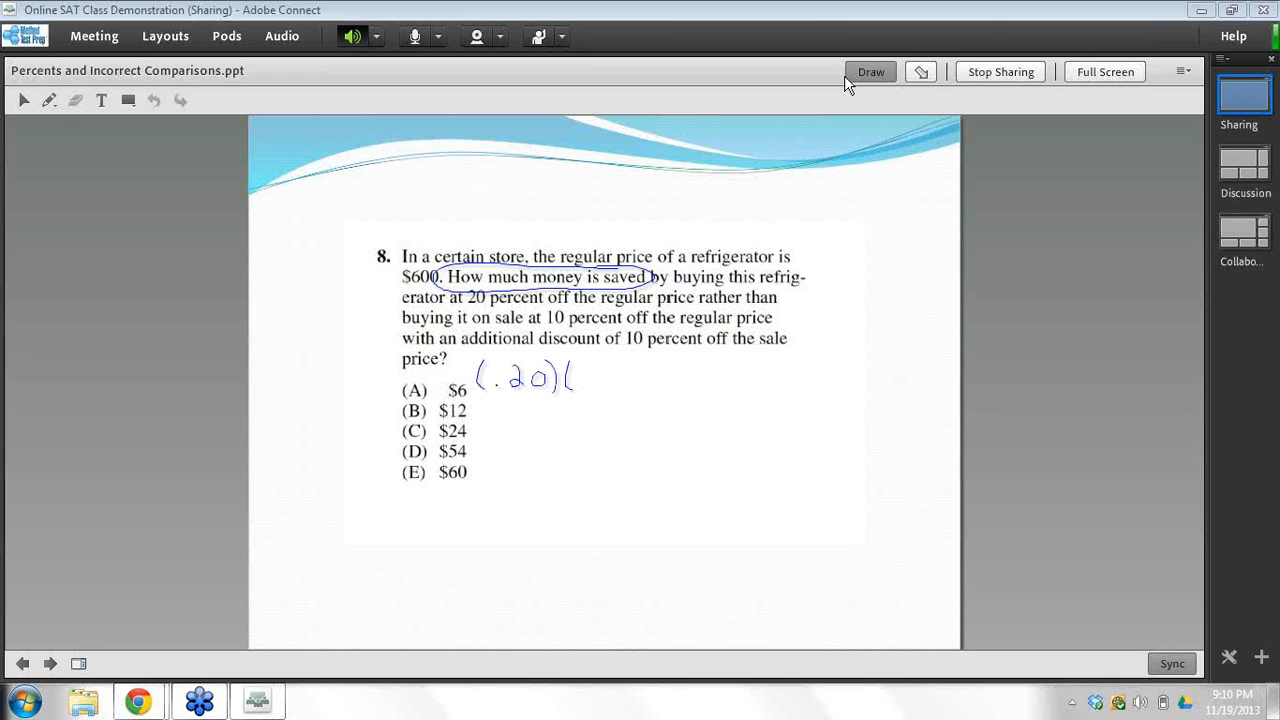 Online SAT Class Demonstration (Sharing) - Adobe Connect
Meeting Layouts Pods Audio Help
Percents and Incorrect Comparisons.ppt Draw Stop Sharing Full Screen
T
Sharing
Discussion
Collabo...
8. In a certain store, the regular price of a refrigerator is
$600. How much money is saved by buying this refrig-
erator at 20 percent off the regular price rather than
buying it on sale at 10 percent off the regular price
with an additional discount of 10 percent off the sale
price?
(.20)(
(A) $6
(B) $12
(C) $24
(D) $54
(E) $60
Sync
9:10 PM
11/19/2013